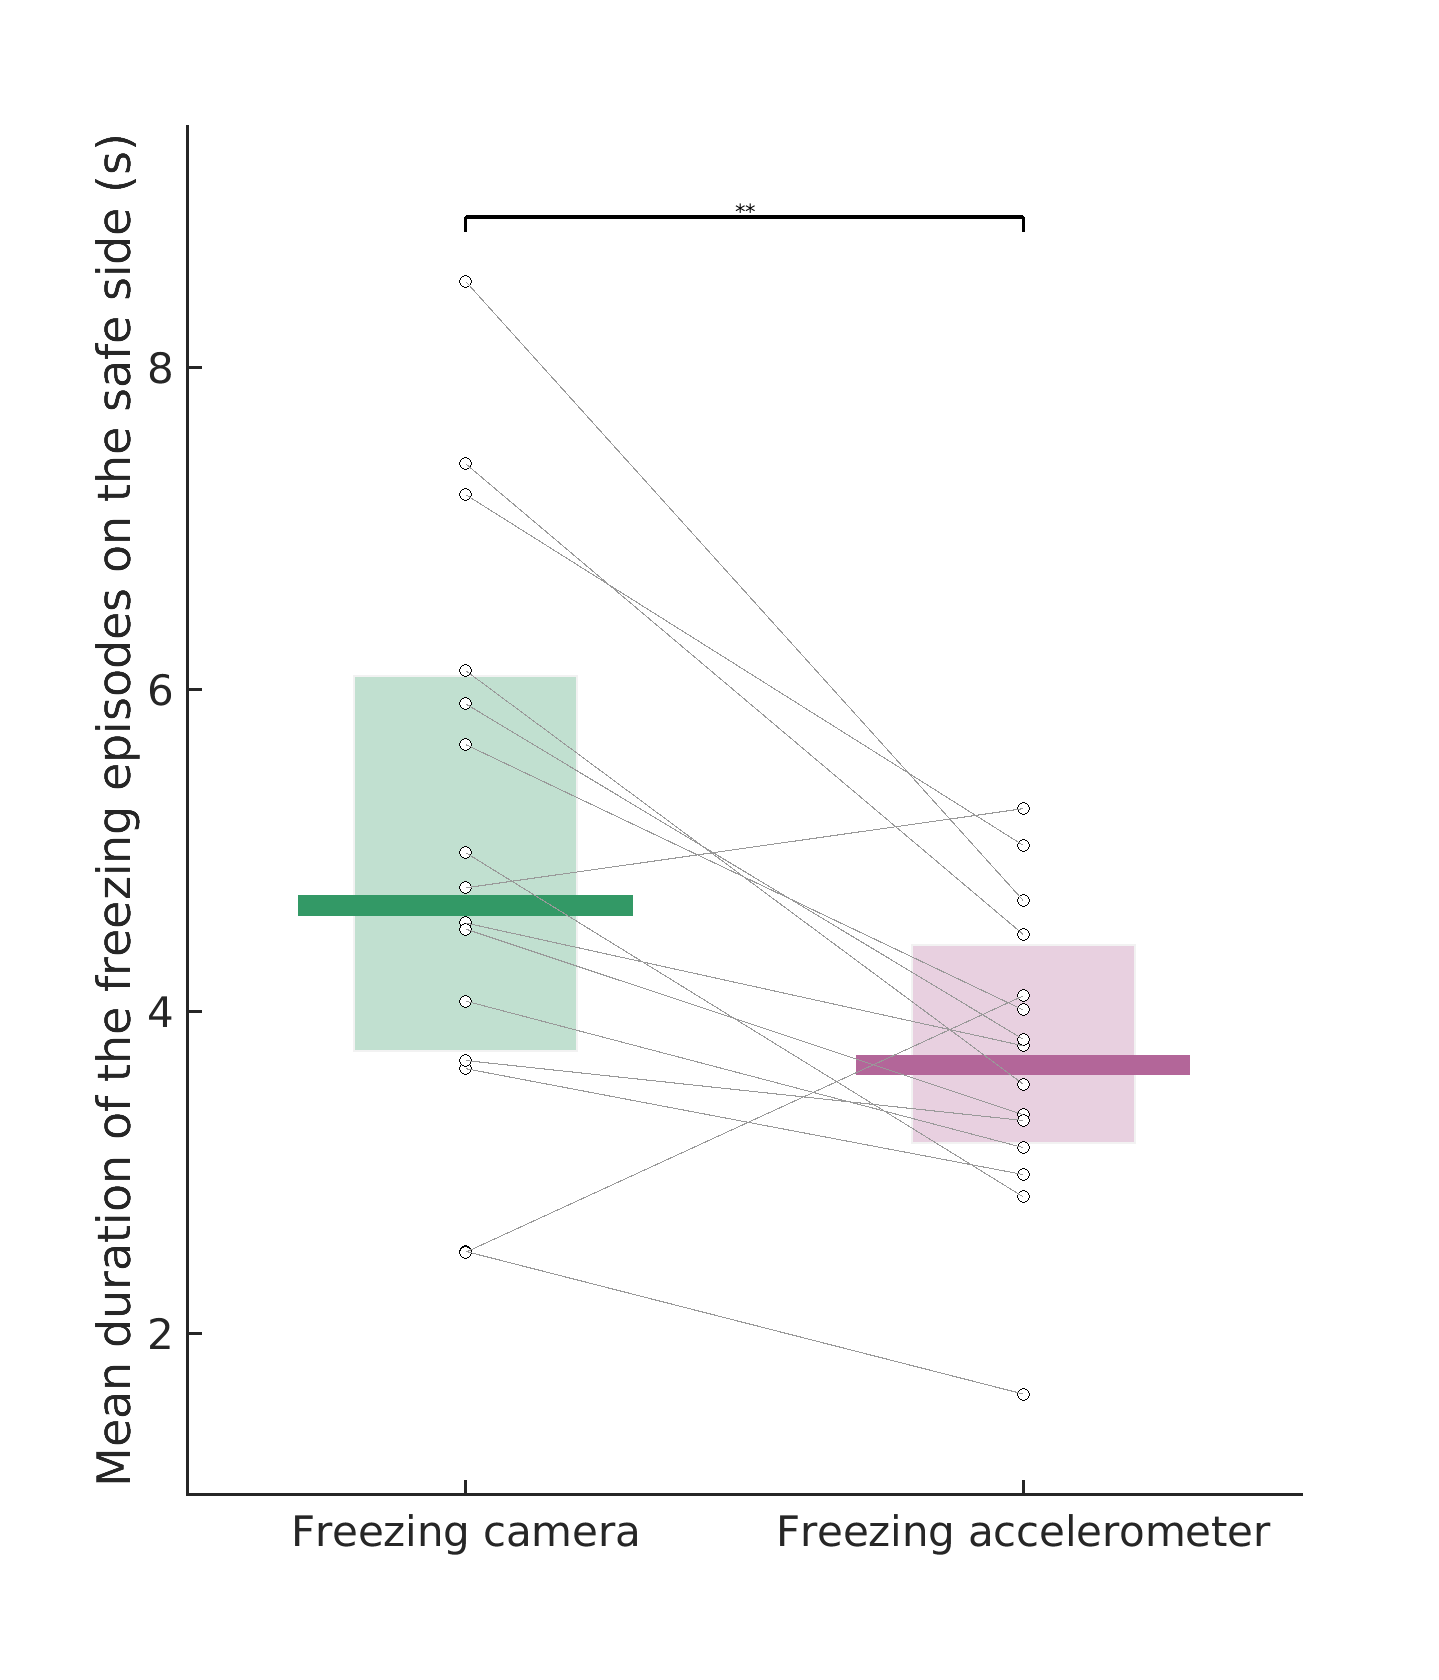 Mean duration of the freezing episodes on the safe side (s)
**
8
6
4
2
Freezing camera
Freezing accelerometer